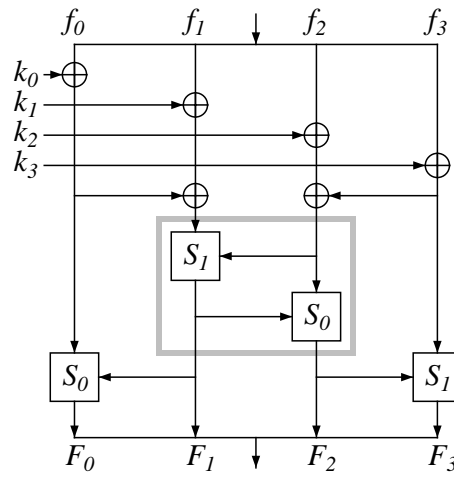 f₀ f₁ f₂ f₃
k₀
k₁
k₂
k₃
S₁
S₀
S₀ S₁
F₀ F₁ F₂ F₃